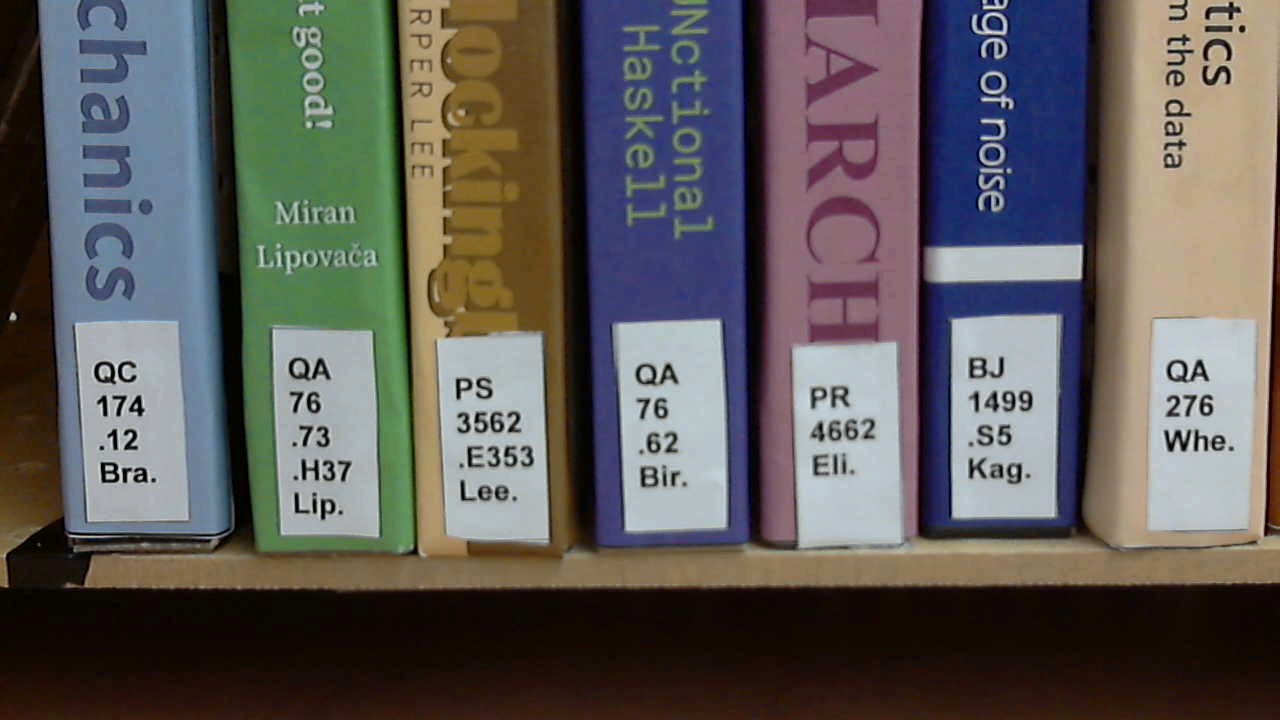 chanics
QC
174
.12
Bra.
t good!
Miran
Lipovača
QA
76
.73
.H37
Lip.
RPER LEE
locking
PS
3562
.E353
Lee.
UNctional
Haskell
QA
76
.62
Bir.
ARCH
PR
4662
Eli.
age of noise
BJ
1499
.S5
Kag.
tics
m the data
QA
276
Whe.